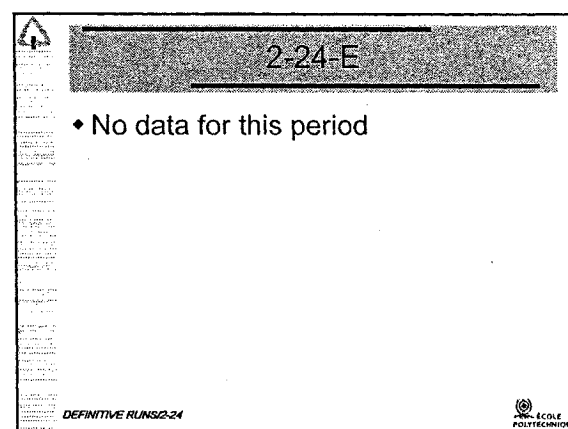 2-24-E
◆ No data for this period
DEFINITIVE RUNS/2-24
ÉCOLE
POLYTECHNIQUE